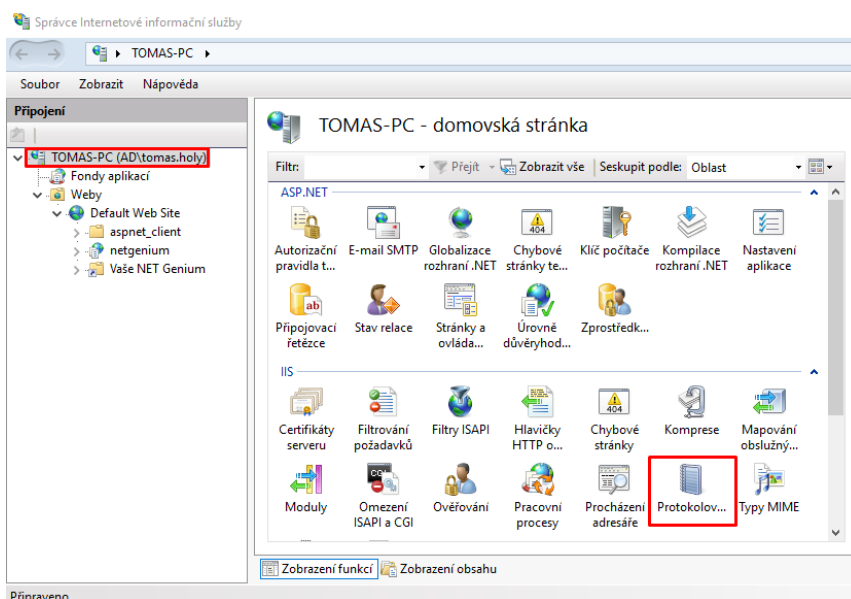 Správce Internetové informační služby
TOMAS-PC
Soubor Zobrazit Nápověda
Připojení
TOMAS-PC (AD\tomas.holy)
Fondy aplikací
Weby
Default Web Site
aspnet_client
netgenium
Vaše NET Genium
TOMAS-PC - domovská stránka
Filtr: Přejít Zobrazit vše Seskupit podle: Oblast
ASP.NET
Autorizační pravidla t...
E-mail SMTP
Globalizace rozhraní .NET
404
Chybové stránky te...
Klíč počítače
Kompilace rozhraní .NET
Nastavení aplikace
ab
Připojovací řetězce
Stav relace
Stránky a ovláda...
Úrovně důvěryhod...
Zprostředk...
IIS
Certifikáty serveru
Filtrování požadavků
Filtry ISAPI
Hlavičky HTTP o...
404
Chybové stránky
Komprese
Mapování obslužný...
Moduly
CGI
Omezení ISAPI a CGI
Ověřování
Pracovní procesy
Procházení adresáře
Protokolov...
Typy MIME
Zobrazení funkcí Zobrazení obsahu
Připraveno